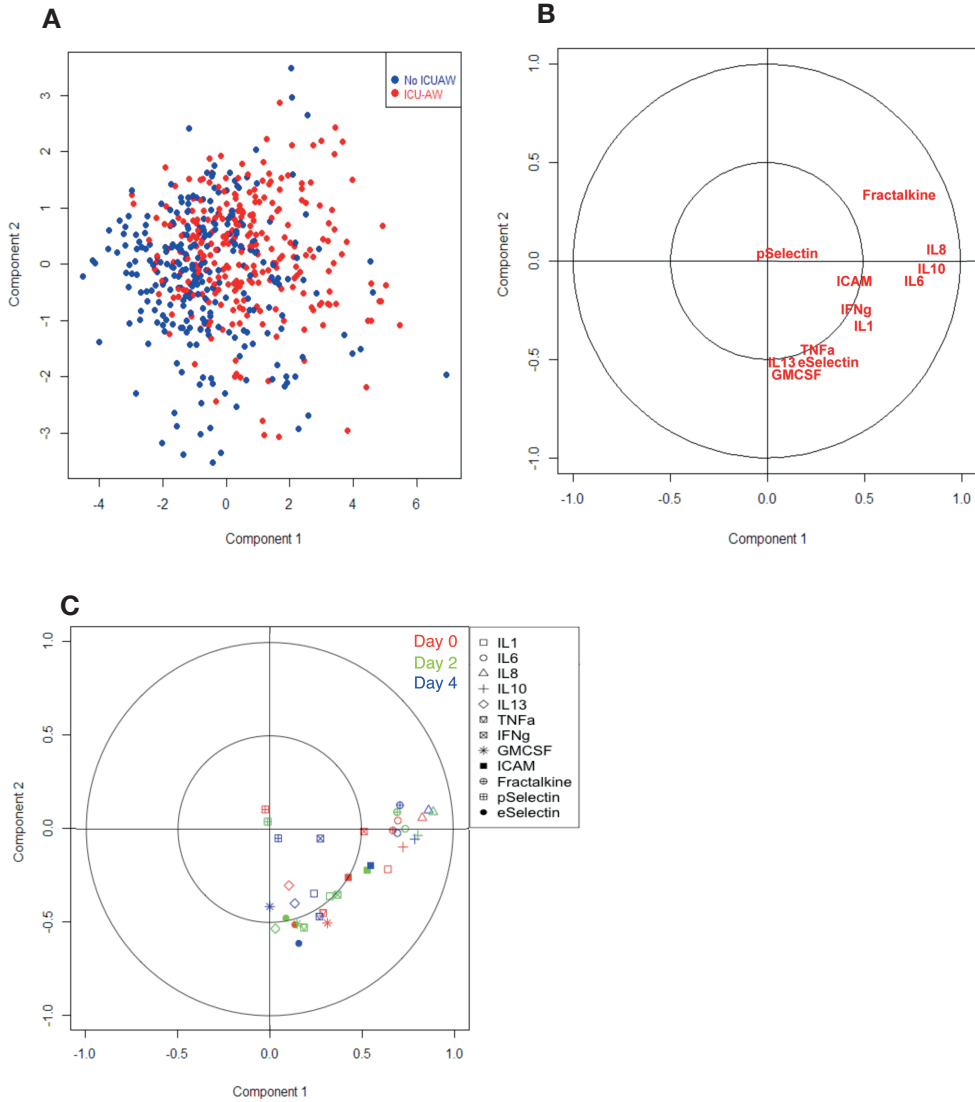 A
No ICUAW
ICU-AW
3
2
1
0
-1
-2
-3
Component 2
-4
-2
0
2
4
6
Component 1
B
1.0
0.5
0.0
-0.5
-1.0
Component 2
Fractalkine
IL8
pSelectin
IL10
ICAM
IL6
IFNg
IL1
TNFa
IL13 eSelectin
GMCSF
-1.0
-0.5
0.0
0.5
1.0
Component 1
C
Day 0
Day 2
Day 4
1.0
0.5
0.0
-0.5
-1.0
Component 2
-1.0
-0.5
0.0
0.5
1.0
Component 1
IL1
IL6
IL8
IL10
IL13
TNFa
IFNg
GMCSF
ICAM
Fractalkine
pSelectin
eSelectin